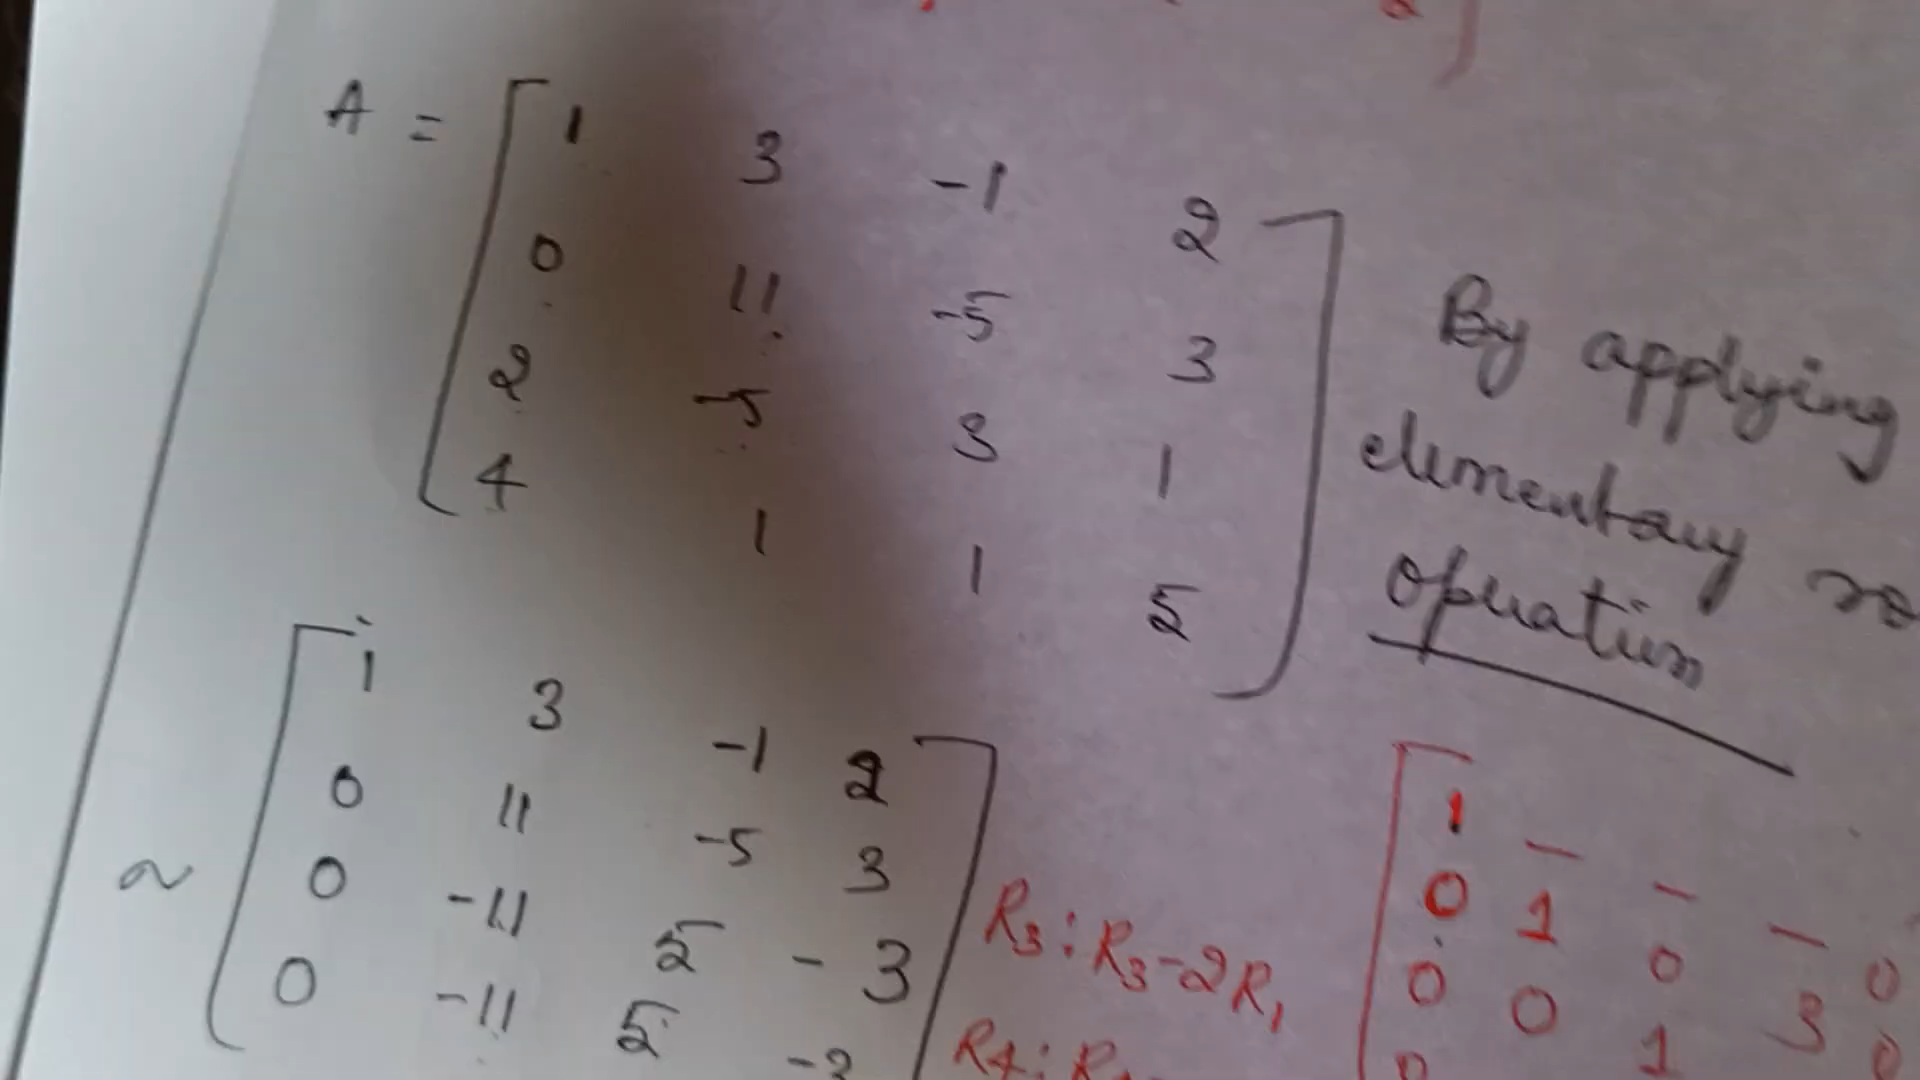 A = [ 1 3 -1 2 ]
0 11 -5 3
2 -5 3 1
4 1 1 5
By applying
elementary
operation
~ [ 1 3 -1 2 ]
0 11 -5 3
0 -11 5 -3
0 -11 5 -3
R3 : R3-2R1
R4 :
[ 1 — — —
0 1 0 0
0 0 1 0